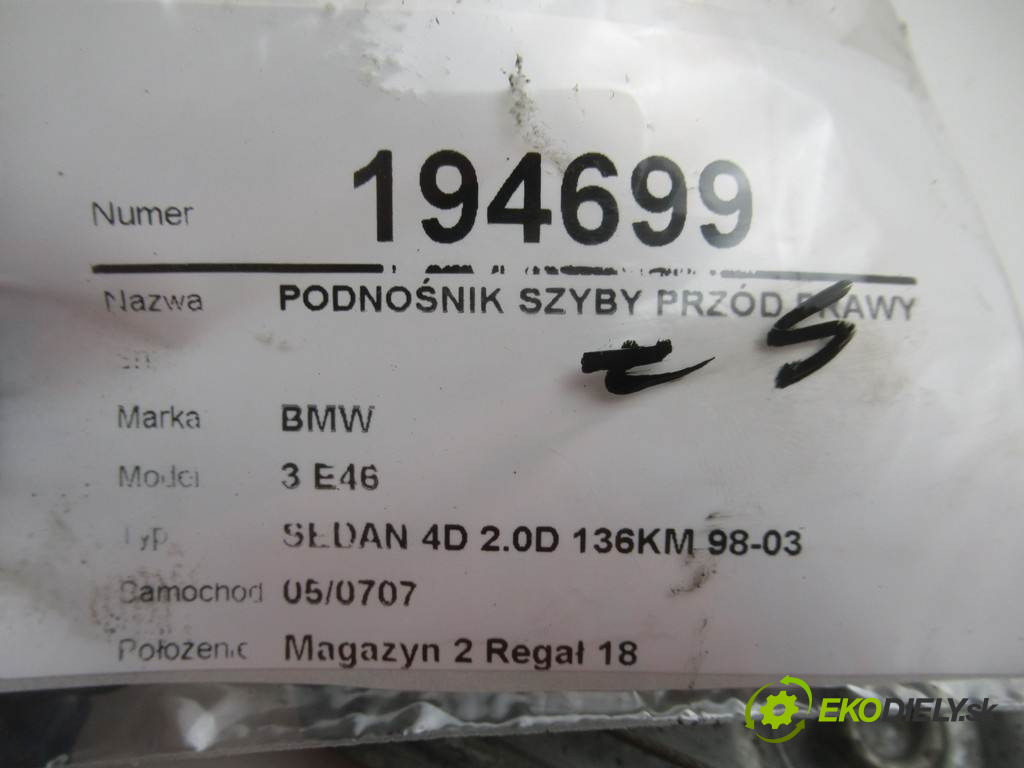 Numer 194699
Nazwa PODNOŚNIK SZYBY PRZÓD PRAWY
Marka BMW
Model 3 E46
Typ SEDAN 4D 2.0D 136KM 98-03
Samochod 05/0707
Położenie Magazyn 2 Regał 18
EKODIELY.sk